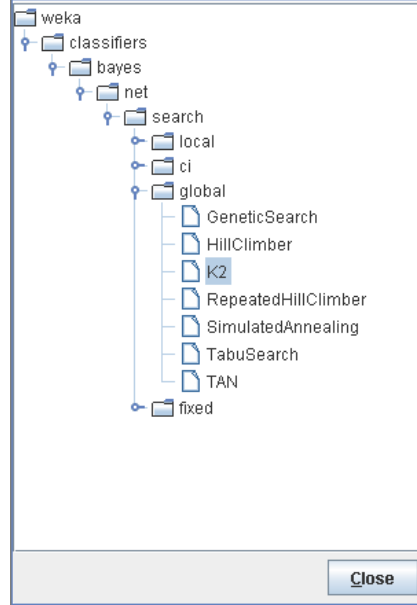 weka
classifiers
bayes
net
search
local
ci
global
GeneticSearch
HillClimber
K2
RepeatedHillClimber
SimulatedAnnealing
TabuSearch
TAN
fixed
Close